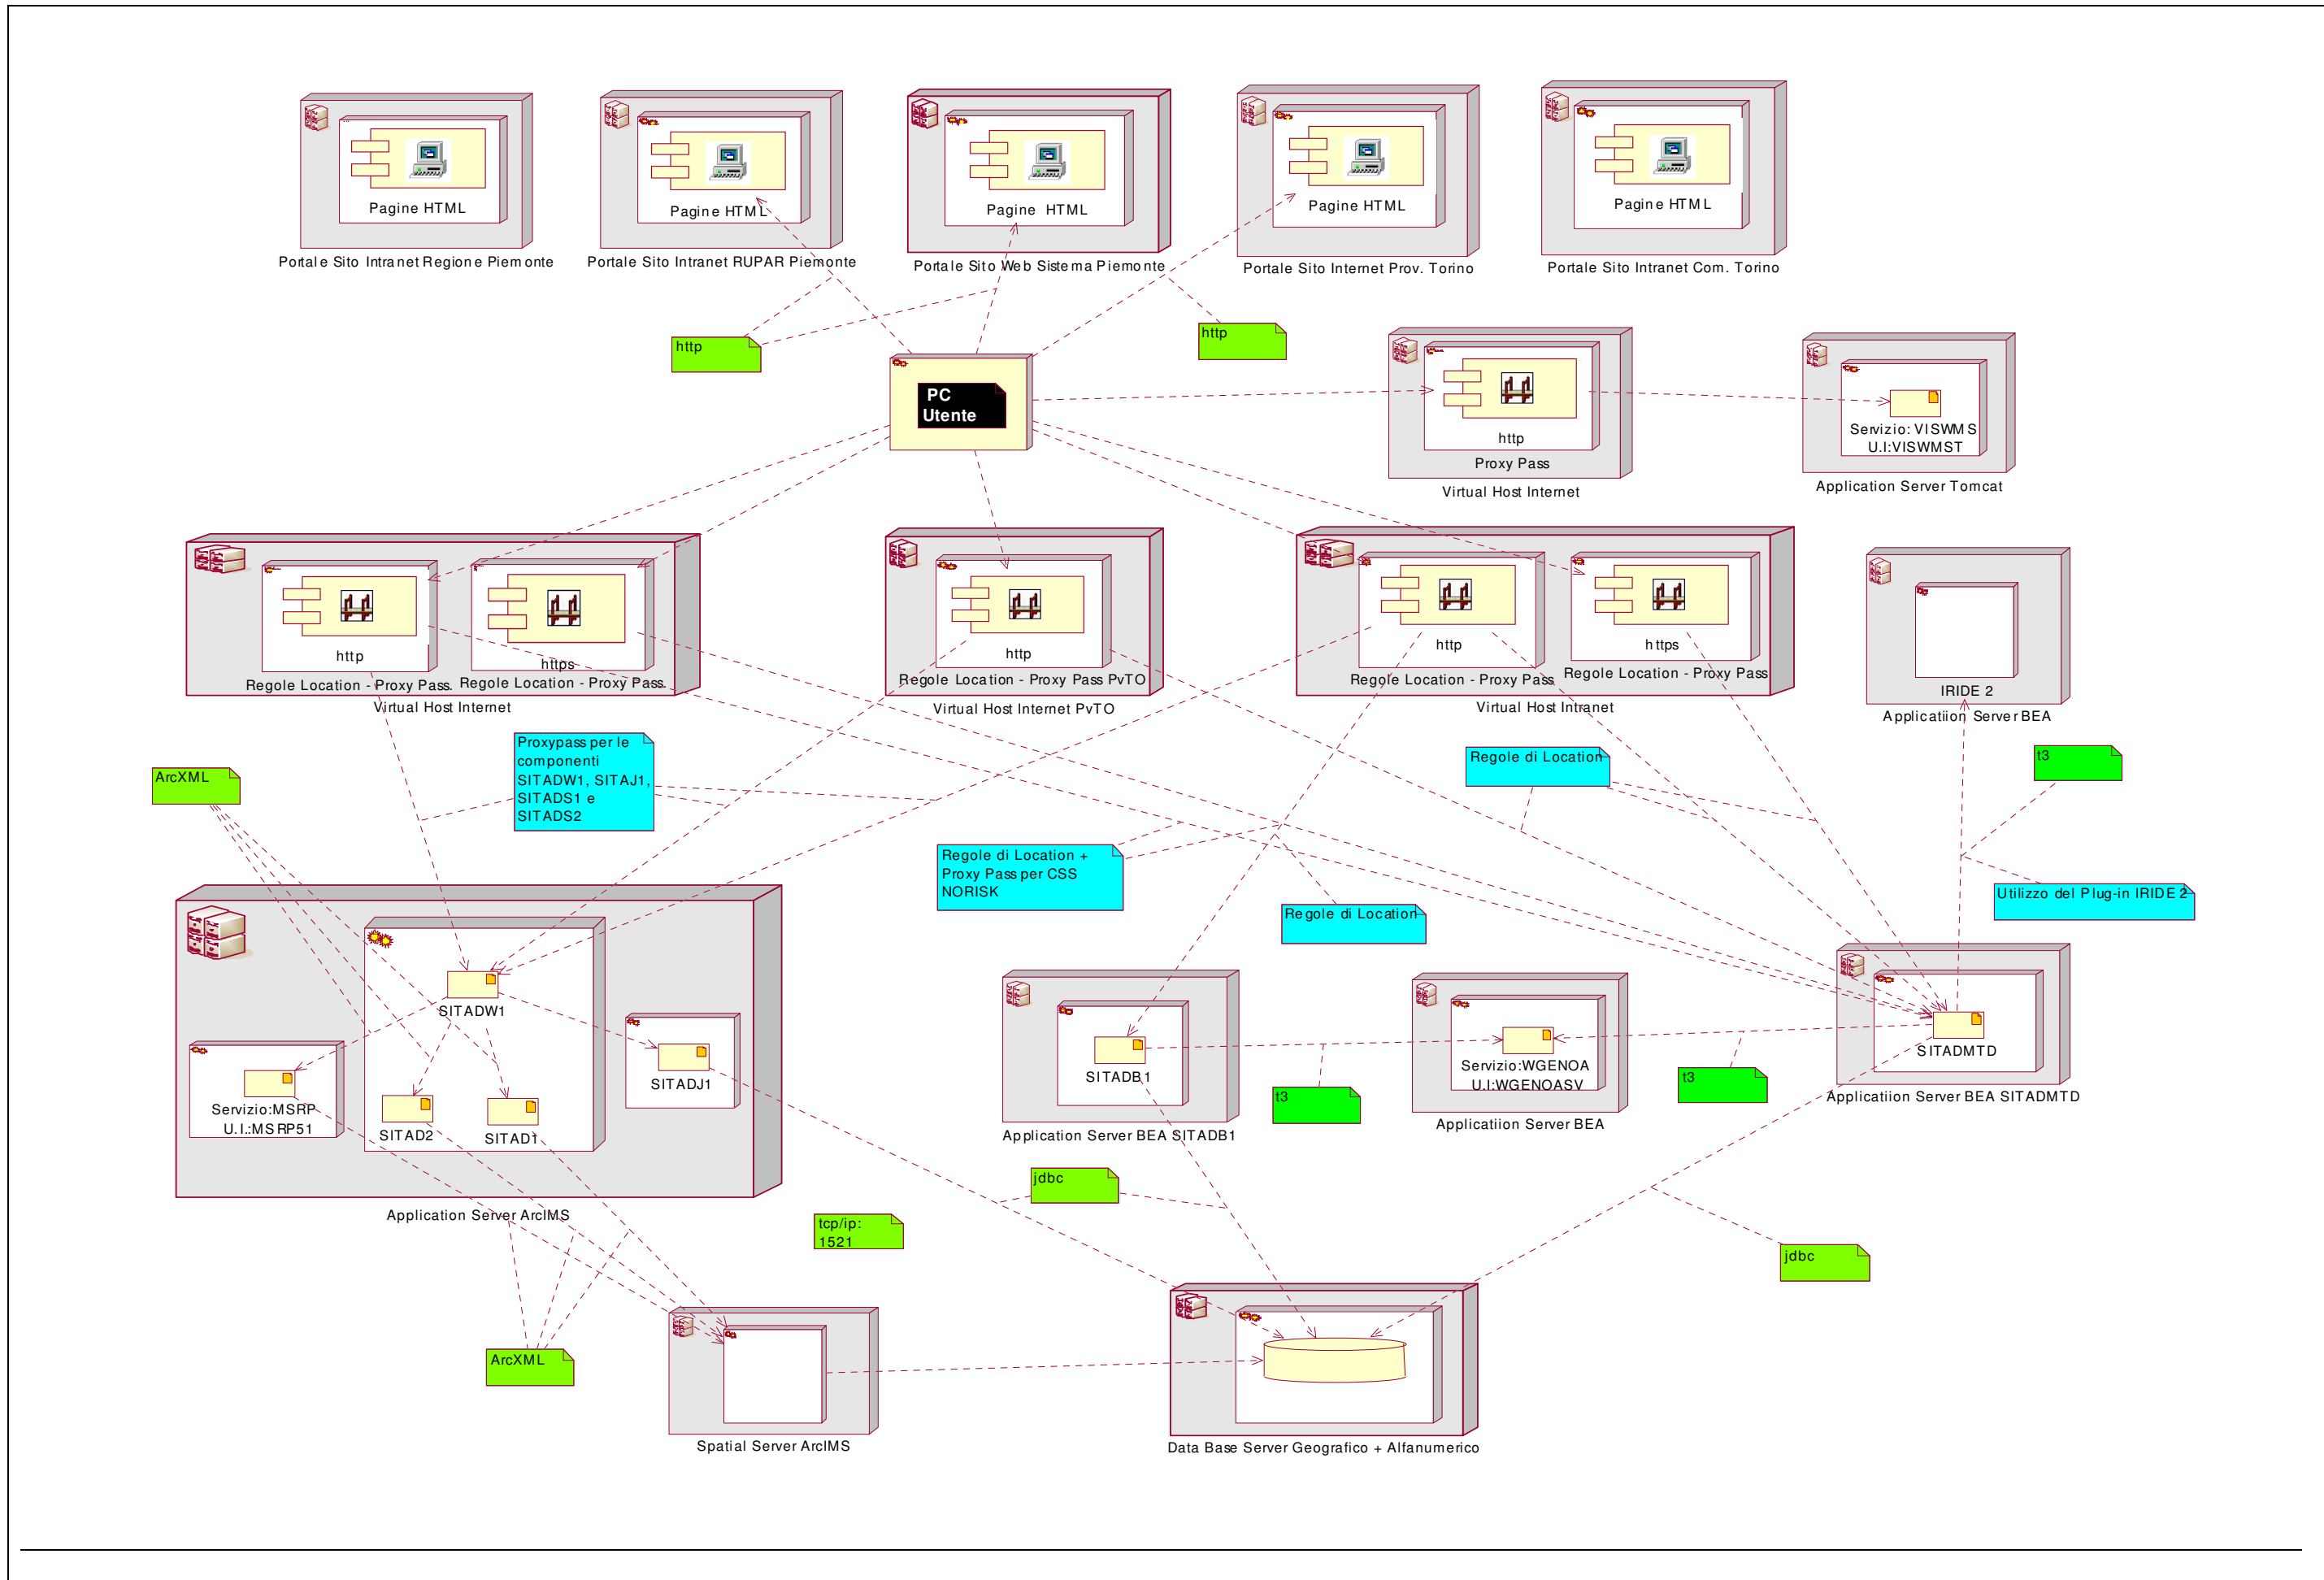 Pagine HTML
Pagine HTML
Pagine HTML
Pagine HTML
Pagine HTML
Portale Sito Intranet Regione Piemonte
Portale Sito Intranet RUPAR Piemonte
Portale Sito Web Sistema Piemonte
Portale Sito Internet Prov. Torino
Portale Sito Intranet Com. Torino
http
http
PC
Utente
http
Proxy Pass
Virtual Host Internet
Servizio: VISWMS
U.I:VISWMST
Application Server Tomcat
http
https
Regole Location - Proxy Pass.
Regole Location - Proxy Pass.
Virtual Host Internet
http
Regole Location - Proxy Pass PvTO
Virtual Host Internet PvTO
http
https
Regole Location - Proxy Pass
Regole Location - Proxy Pass
Virtual Host Intranet
IRIDE 2
Applicatiion Server BEA
Proxypass per le
componenti
SITADW1, SITAJ1,
SITADS1 e
SITADS2
ArcXML
Regole di Location
t3
Regole di Location +
Proxy Pass per CSS
NORISK
Regole di Location
Utilizzo del Plug-in IRIDE 2
SITADW1
SITADJ1
Servizio:MSRP
U.I.:MSRP51
SITAD2
SITAD1
Application Server ArcIMS
SITADB1
Application Server BEA SITADB1
t3
Servizio:WGENOA
U.I:WGENOASV
Applicatiion Server BEA
t3
SITADMTD
Applicatiion Server BEA SITADMTD
jdbc
tcp/ip:
1521
jdbc
ArcXML
Spatial Server ArcIMS
Data Base Server Geografico + Alfanumerico